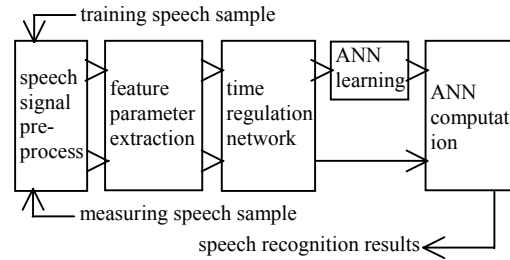 training speech sample
speech
signal
pre-
process
feature
parameter
extraction
time
regulation
network
ANN
learning
ANN
computat
ion
measuring speech sample
speech recognition results